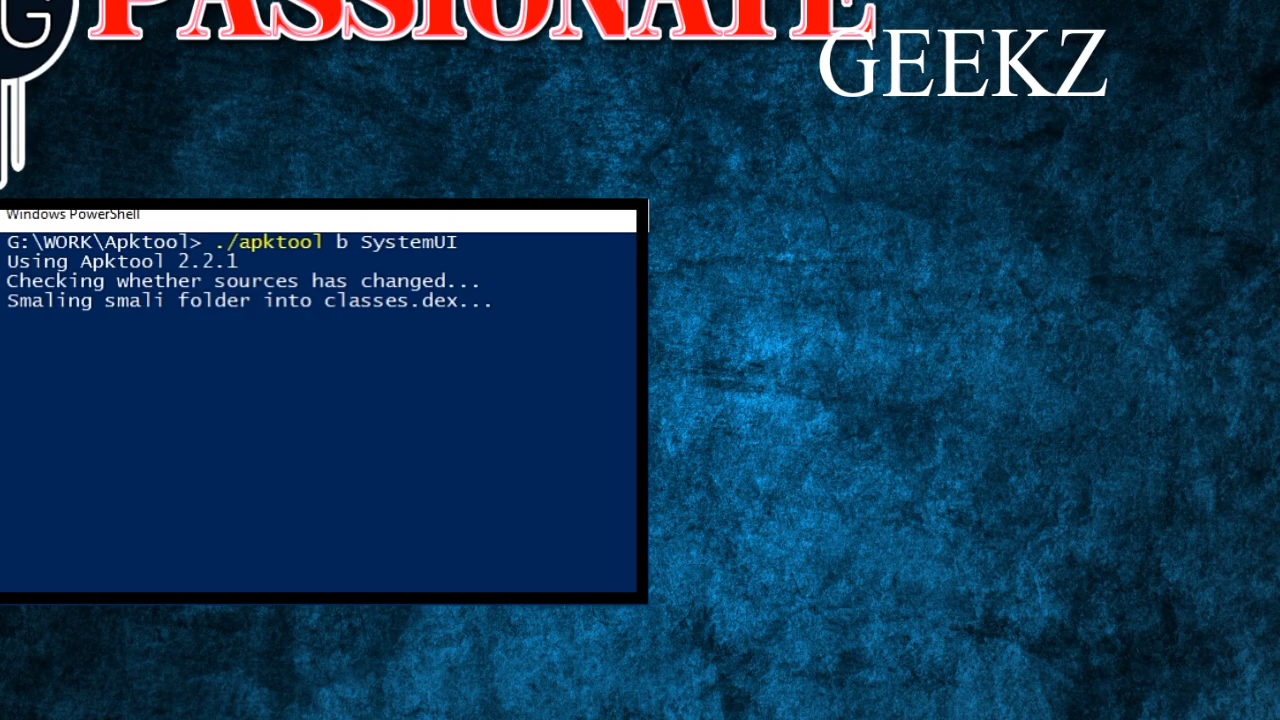 PASSIONATE
GEEKZ
G
Windows PowerShell
G:\WORK\Apktool> ./apktool b SystemUI
Using Apktool 2.2.1
Checking whether sources has changed...
Smaling smali folder into classes.dex...